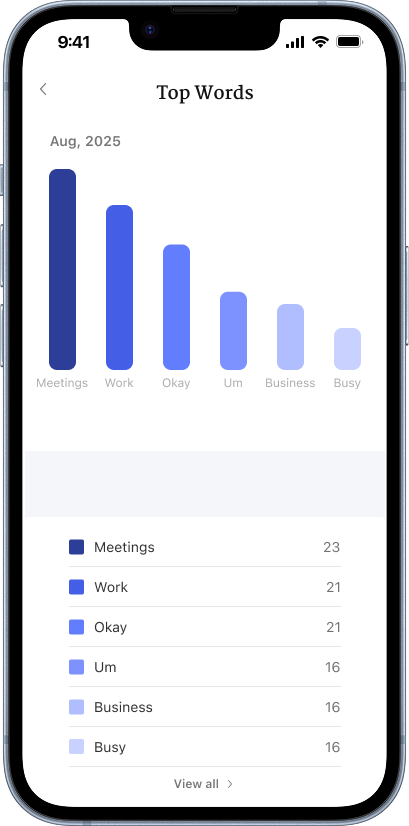 9:41
Top Words
Aug, 2025
Meetings Work Okay Um Business Busy
Meetings 23
Work 21
Okay 21
Um 16
Business 16
Busy 16
View all